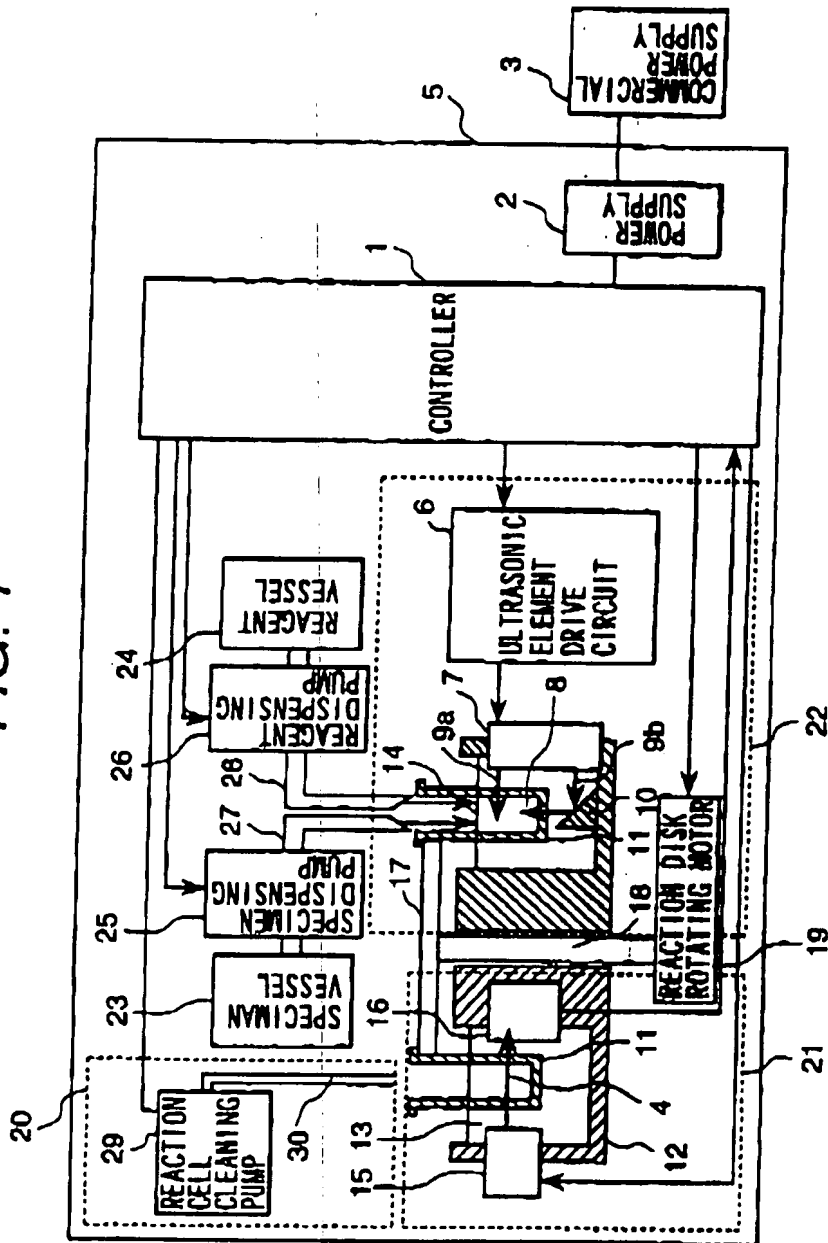 FIG. 7
20
29
REACTION
CELL
CLEANING
PUMP
30
23
SPECIMAN
VESSEL
25
SPECIMEN
DISPENSING
PUMP
27
26
REAGENT
DISPENSING
PUMP
28
24
REAGENT
VESSEL
1
CONTROLLER
5
2
POWER
SUPPLY
3
COMMERCIAL
POWER
SUPPLY
13
15
16
17
14
9a
7
8
6
ULTRASONIC
ELEMENT
DRIVE
CIRCUIT
9b
10
11
11
4
12
18
21
19
REACTION DISK
ROTATING MOTOR
22